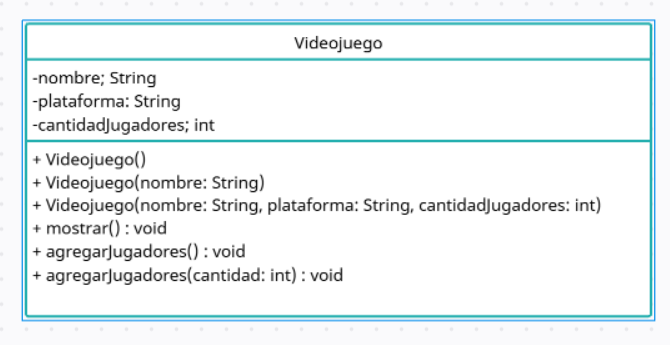 Videojuego
-nombre; String
-plataforma: String
-cantidadJugadores; int
+ Videojuego()
+ Videojuego(nombre: String)
+ Videojuego(nombre: String, plataforma: String, cantidadJugadores: int)
+ mostrar() : void
+ agregarJugadores() : void
+ agregarJugadores(cantidad: int) : void